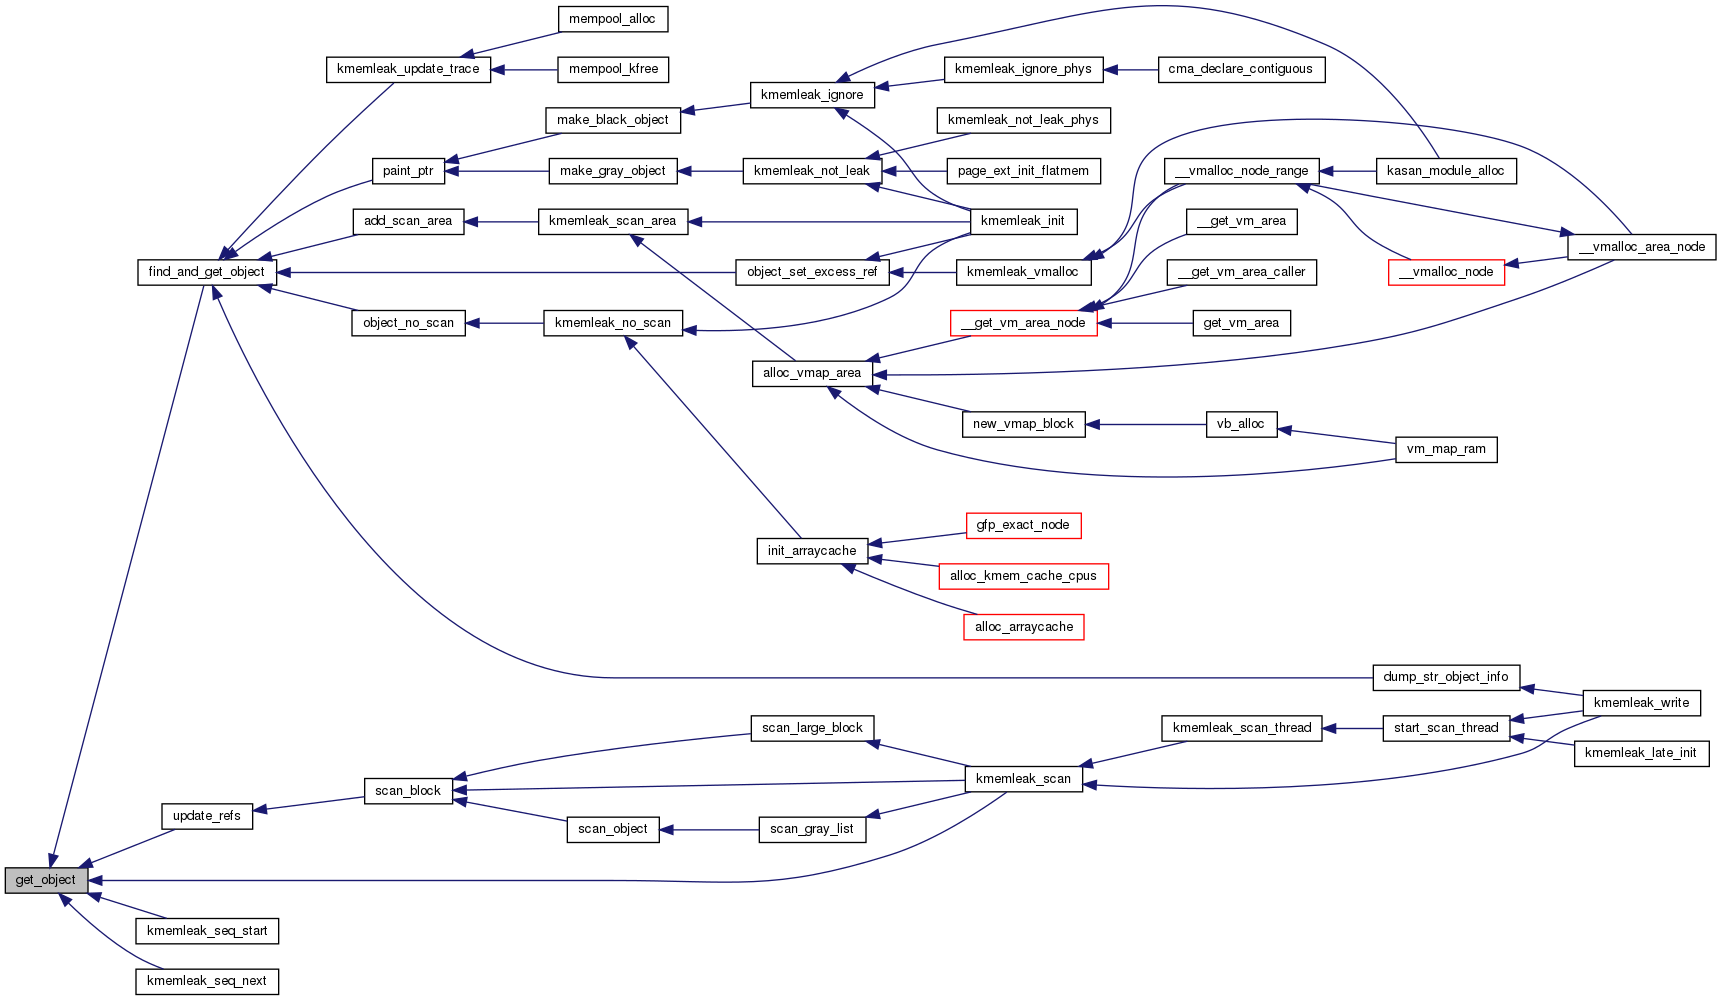 mempool_alloc
kmemleak_update_trace
mempool_kfree
kmemleak_ignore_phys
cma_declare_contiguous
kmemleak_ignore
make_black_object
kmemleak_not_leak_phys
paint_ptr
make_gray_object
kmemleak_not_leak
page_ext_init_flatmem
__vmalloc_node_range
kasan_module_alloc
add_scan_area
kmemleak_scan_area
kmemleak_init
__get_vm_area
__vmalloc_area_node
find_and_get_object
object_set_excess_ref
kmemleak_vmalloc
__get_vm_area_caller
__vmalloc_node
object_no_scan
kmemleak_no_scan
__get_vm_area_node
get_vm_area
alloc_vmap_area
new_vmap_block
vb_alloc
vm_map_ram
gfp_exact_node
init_arraycache
alloc_kmem_cache_cpus
alloc_arraycache
dump_str_object_info
kmemleak_write
scan_large_block
kmemleak_scan_thread
start_scan_thread
kmemleak_late_init
scan_block
kmemleak_scan
update_refs
scan_object
scan_gray_list
get_object
kmemleak_seq_start
kmemleak_seq_next